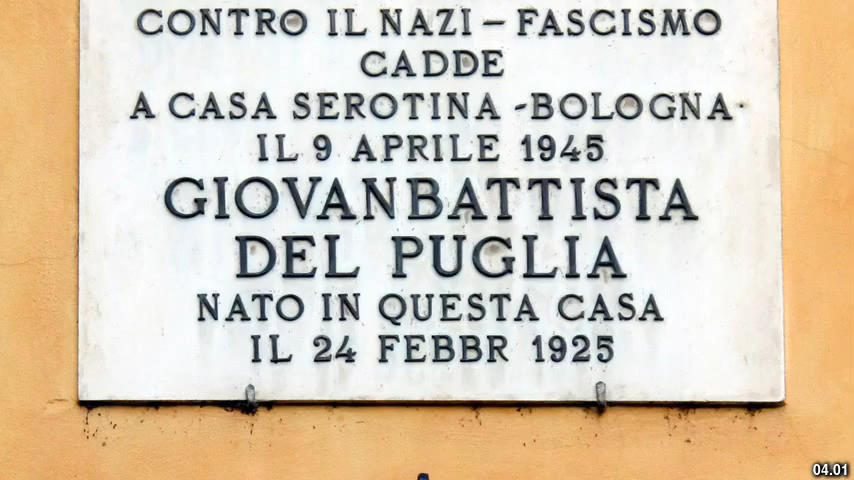 CONTRO IL NAZI – FASCISMO
CADDE
A CASA SEROTINA -BOLOGNA-
IL 9 APRILE 1945
GIOVANBATTISTA
DEL PUGLIA
NATO IN QUESTA CASA
IL 24 FEBBR 1925
04.01